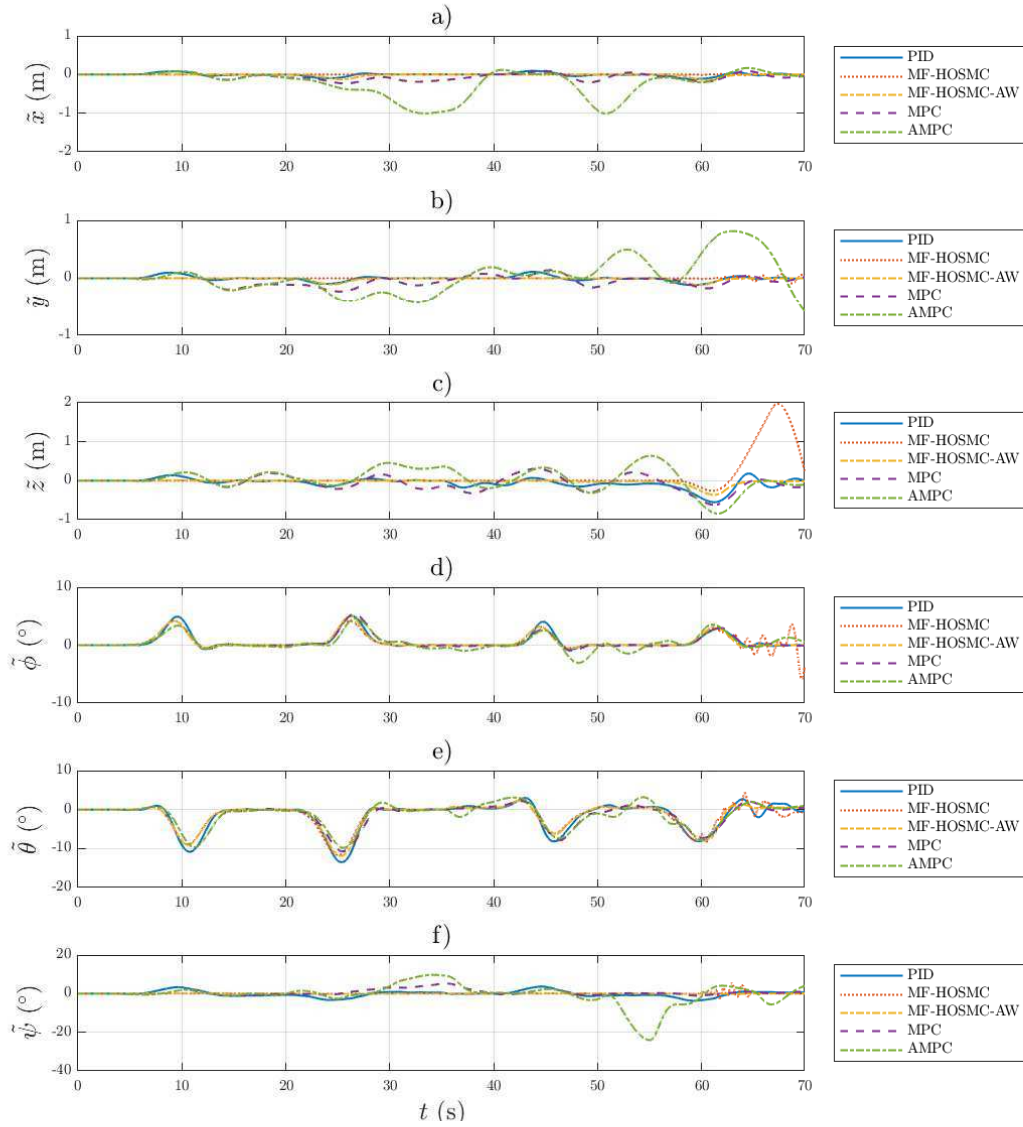 a)
1
0
-1
-2
x̃ (m)
0 10 20 30 40 50 60 70
PID
MF-HOSMC
MF-HOSMC-AW
MPC
AMPC
b)
1
0
-1
ỹ (m)
0 10 20 30 40 50 60 70
PID
MF-HOSMC
MF-HOSMC-AW
MPC
AMPC
c)
2
1
0
-1
z̃ (m)
0 10 20 30 40 50 60 70
PID
MF-HOSMC
MF-HOSMC-AW
MPC
AMPC
d)
10
0
-10
ϕ̃ (°)
0 10 20 30 40 50 60 70
PID
MF-HOSMC
MF-HOSMC-AW
MPC
AMPC
e)
10
0
-10
-20
θ̃ (°)
0 10 20 30 40 50 60 70
PID
MF-HOSMC
MF-HOSMC-AW
MPC
AMPC
f)
20
0
-20
-40
ψ̃ (°)
0 10 20 30 40 50 60 70
PID
MF-HOSMC
MF-HOSMC-AW
MPC
AMPC
t (s)